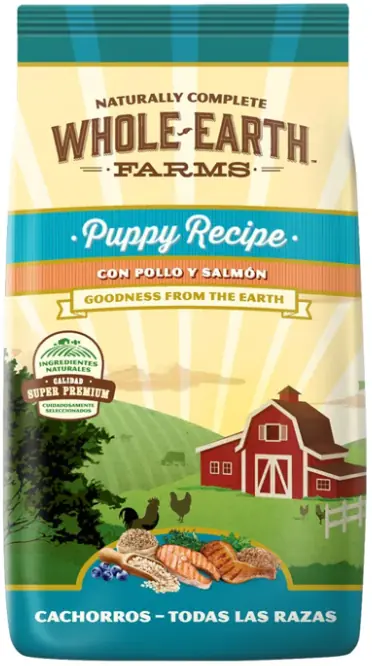 NATURALLY COMPLETE
WHOLE-EARTH™
FARMS
Puppy Recipe
CON POLLO Y SALMÓN
GOODNESS FROM THE EARTH
INGREDIENTES
NATURALES
CALIDAD
SUPER PREMIUM
CUIDADOSAMENTE
SELECCIONADOS
CACHORROS – TODAS LAS RAZAS